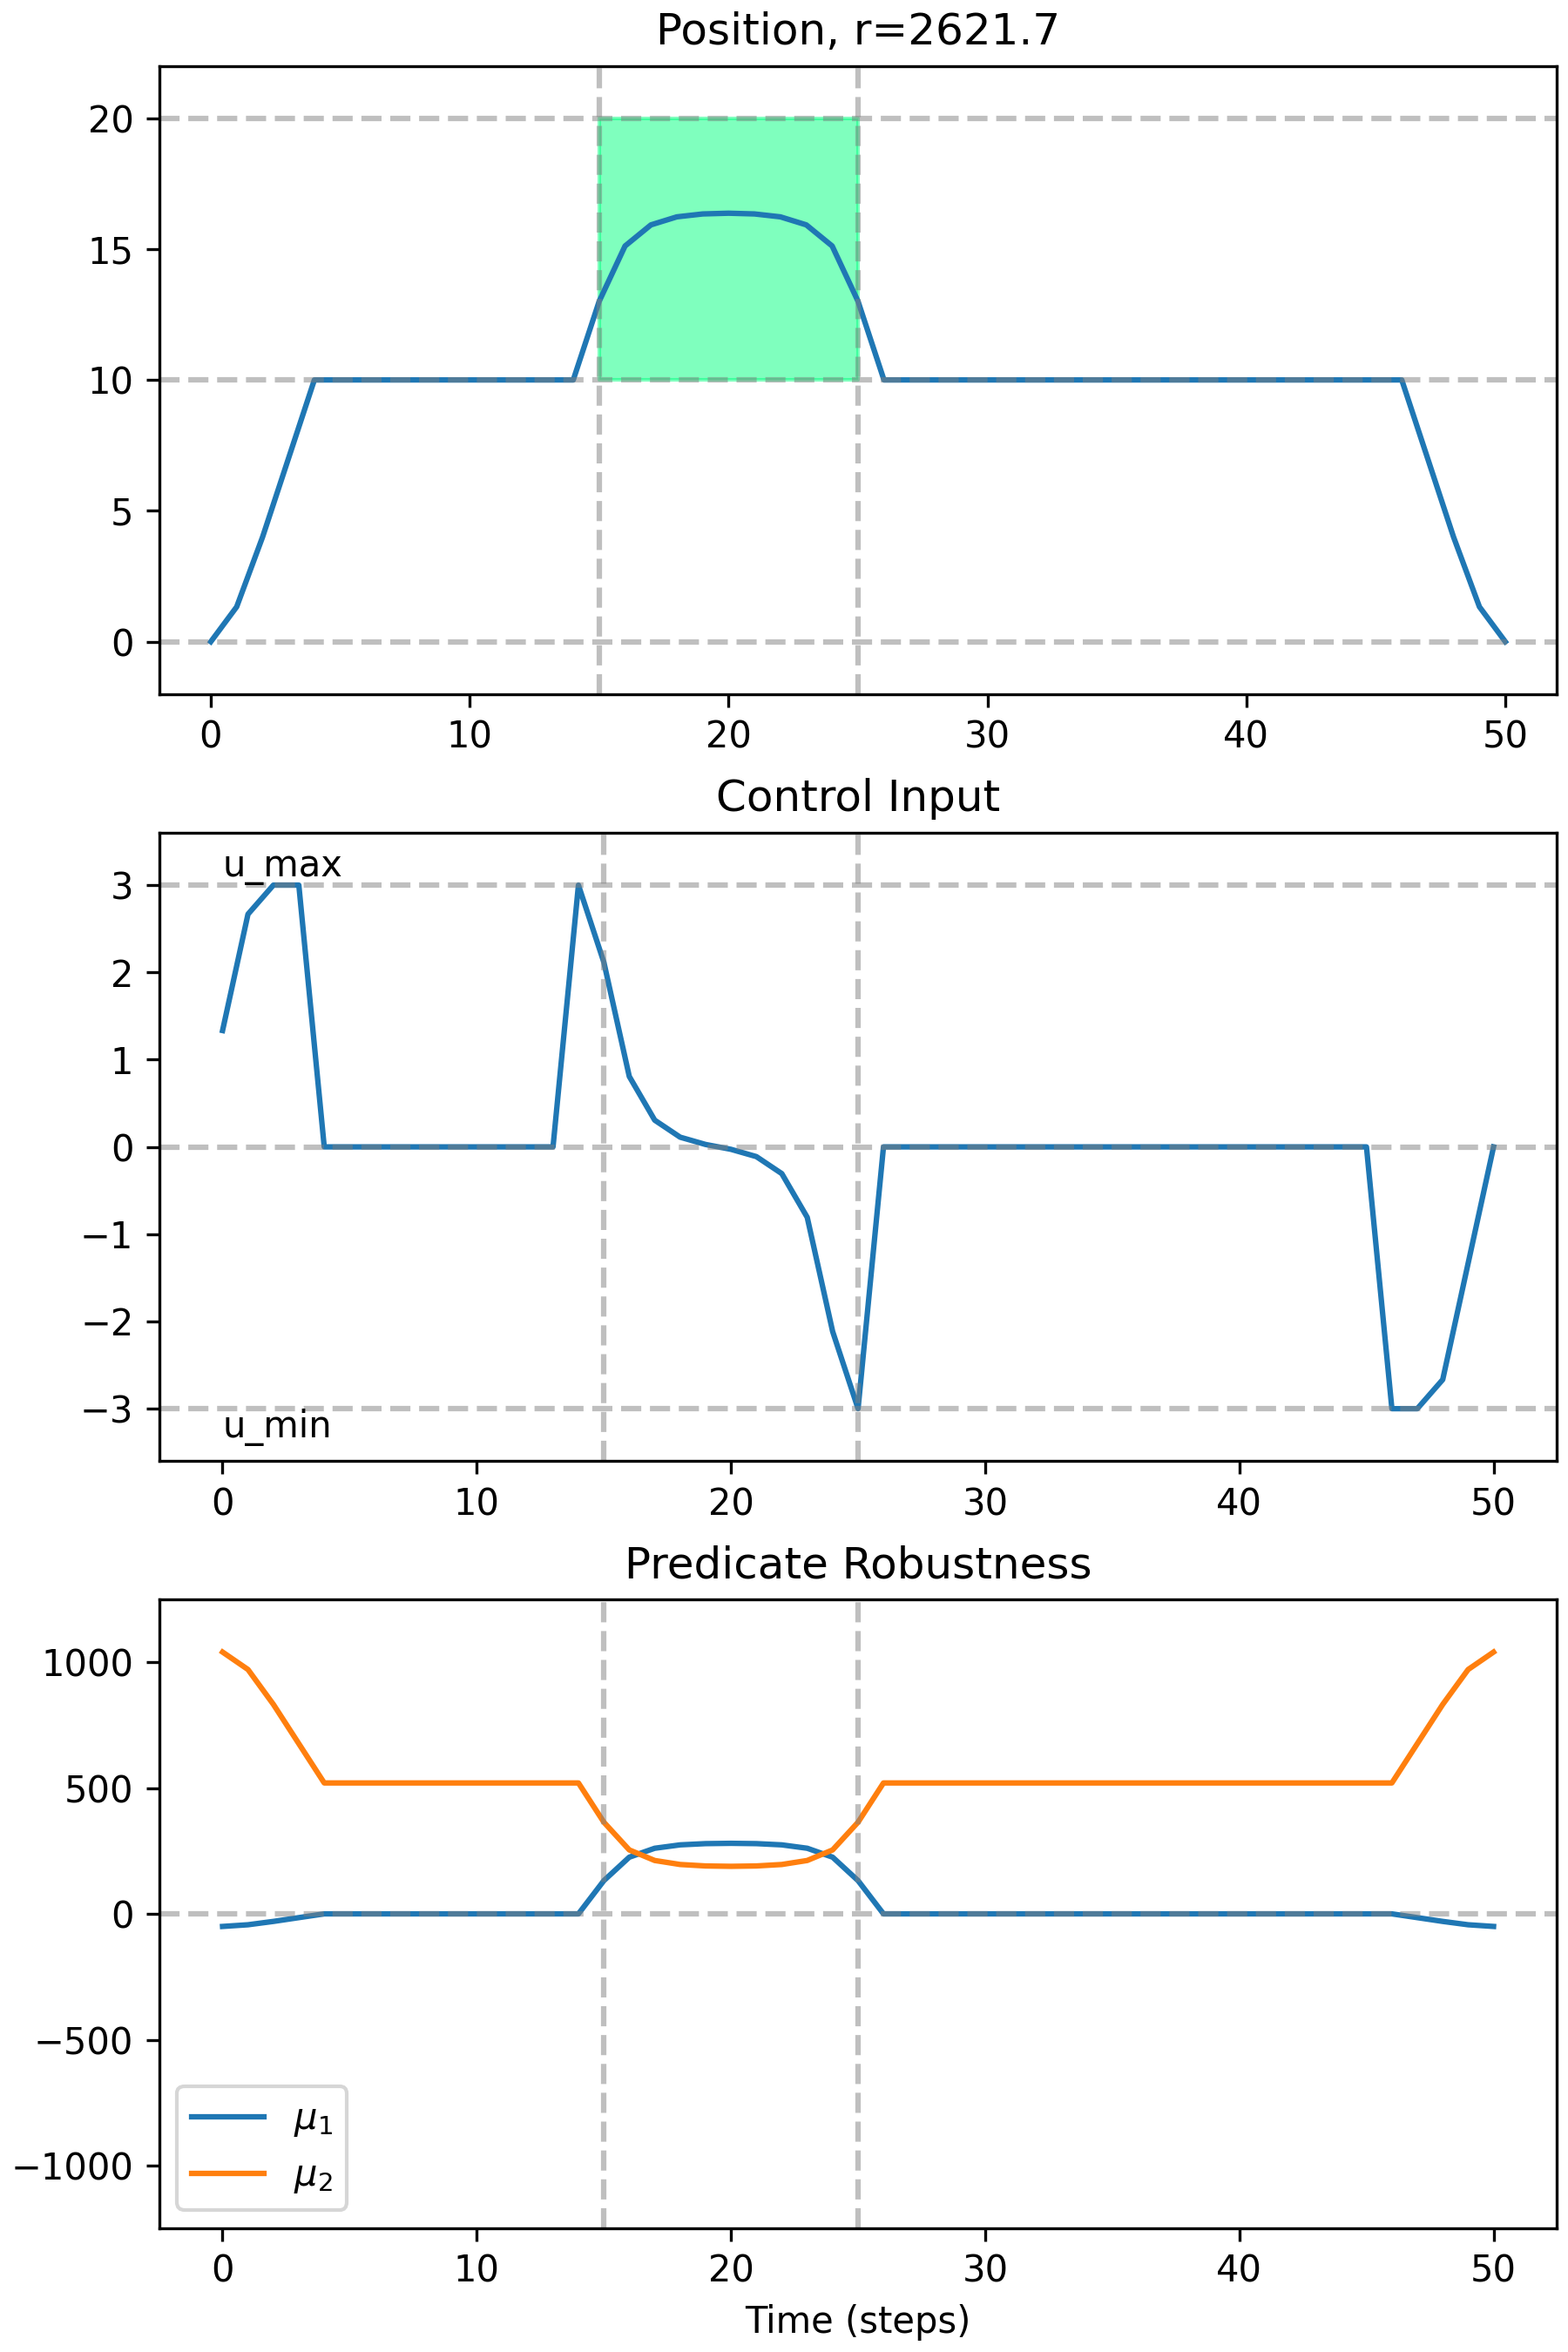 Position, r=2621.7
20
15
10
5
0
0 10 20 30 40 50
Control Input
u_max
3
2
1
0
−1
−2
−3
u_min
0 10 20 30 40 50
Predicate Robustness
1000
500
0
−500
−1000
μ1
μ2
0 10 20 30 40 50
Time (steps)